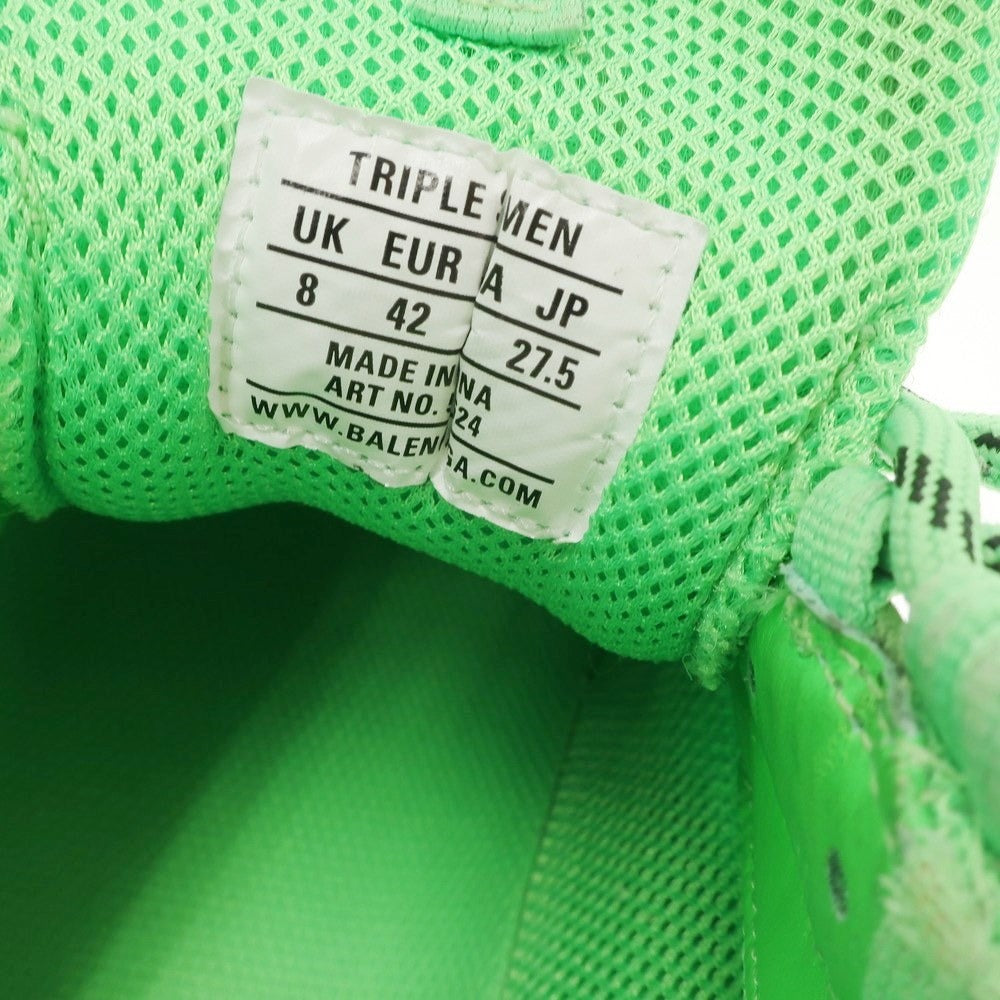 TRIPLE MEN
UK EUR A JP
8 42 27.5
MADE IN NA
ART NO. 24
WWW.BALEN GA.COM